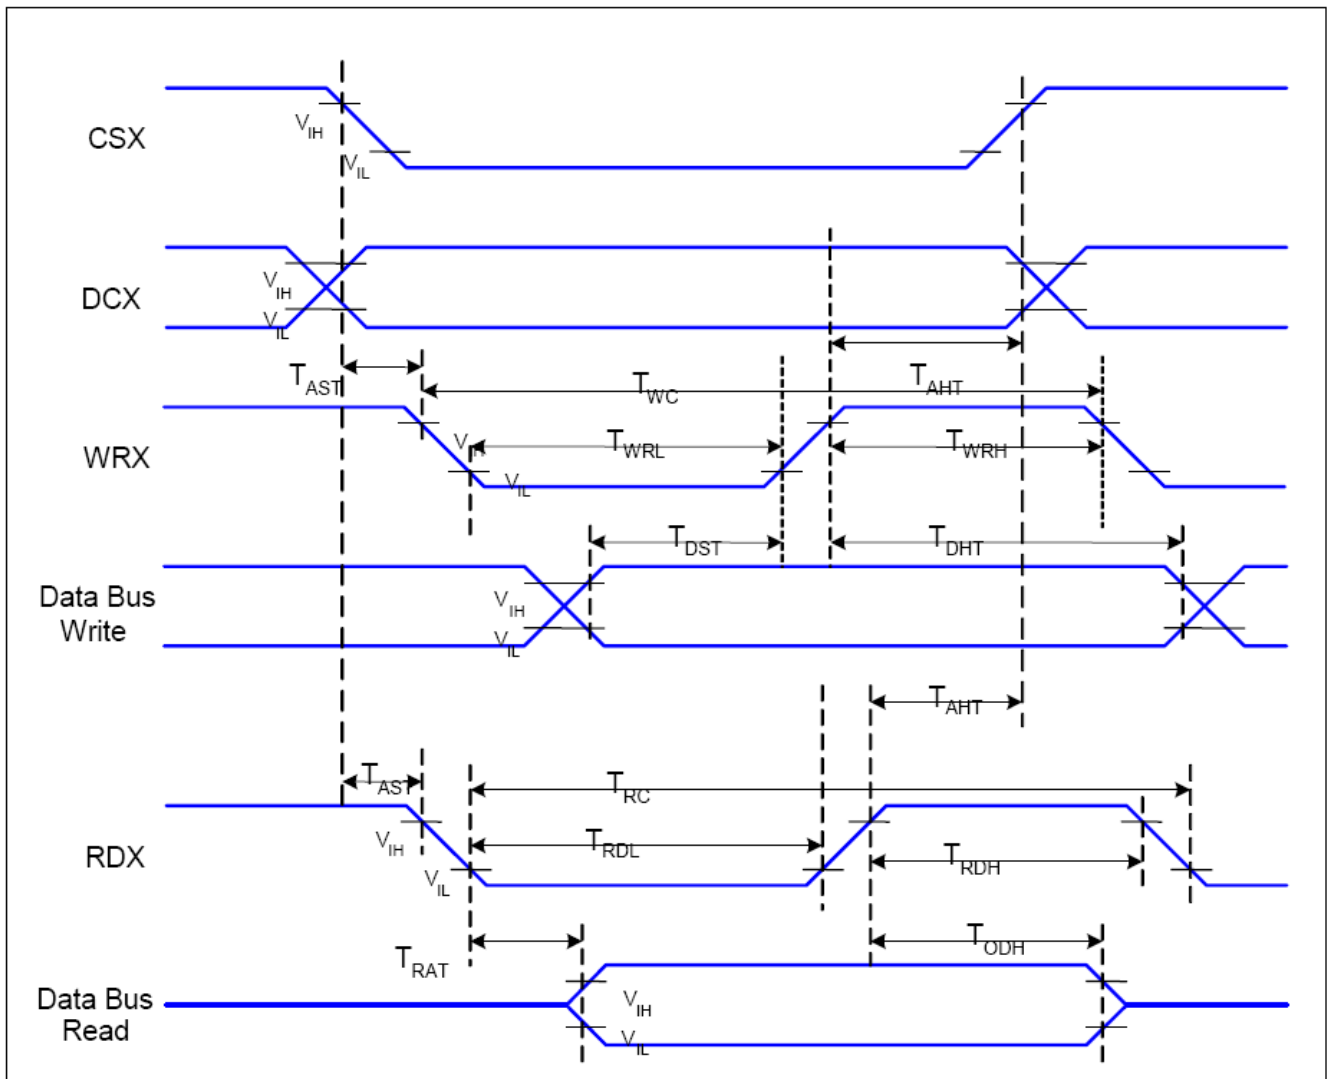 CSX
VIH
VIL
DCX
VIH
VIL
TAST
TWC
TAHT
WRX
VIH
TWRL
TWRH
VIL
TDST
TDHT
Data Bus
Write
VIH
VIL
TAHT
TAST
TRC
RDX
VIH
TRDL
TRDH
VIL
TRAT
TODH
Data Bus
Read
VIH
VIL